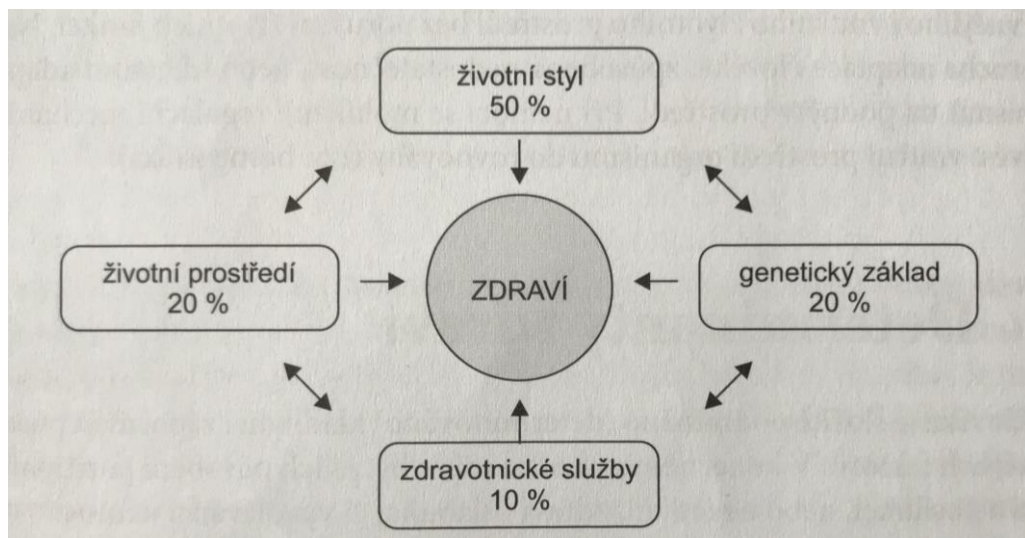 životní styl
50 %
životní prostředí
20 %
ZDRAVÍ
genetický základ
20 %
zdravotnické služby
10 %